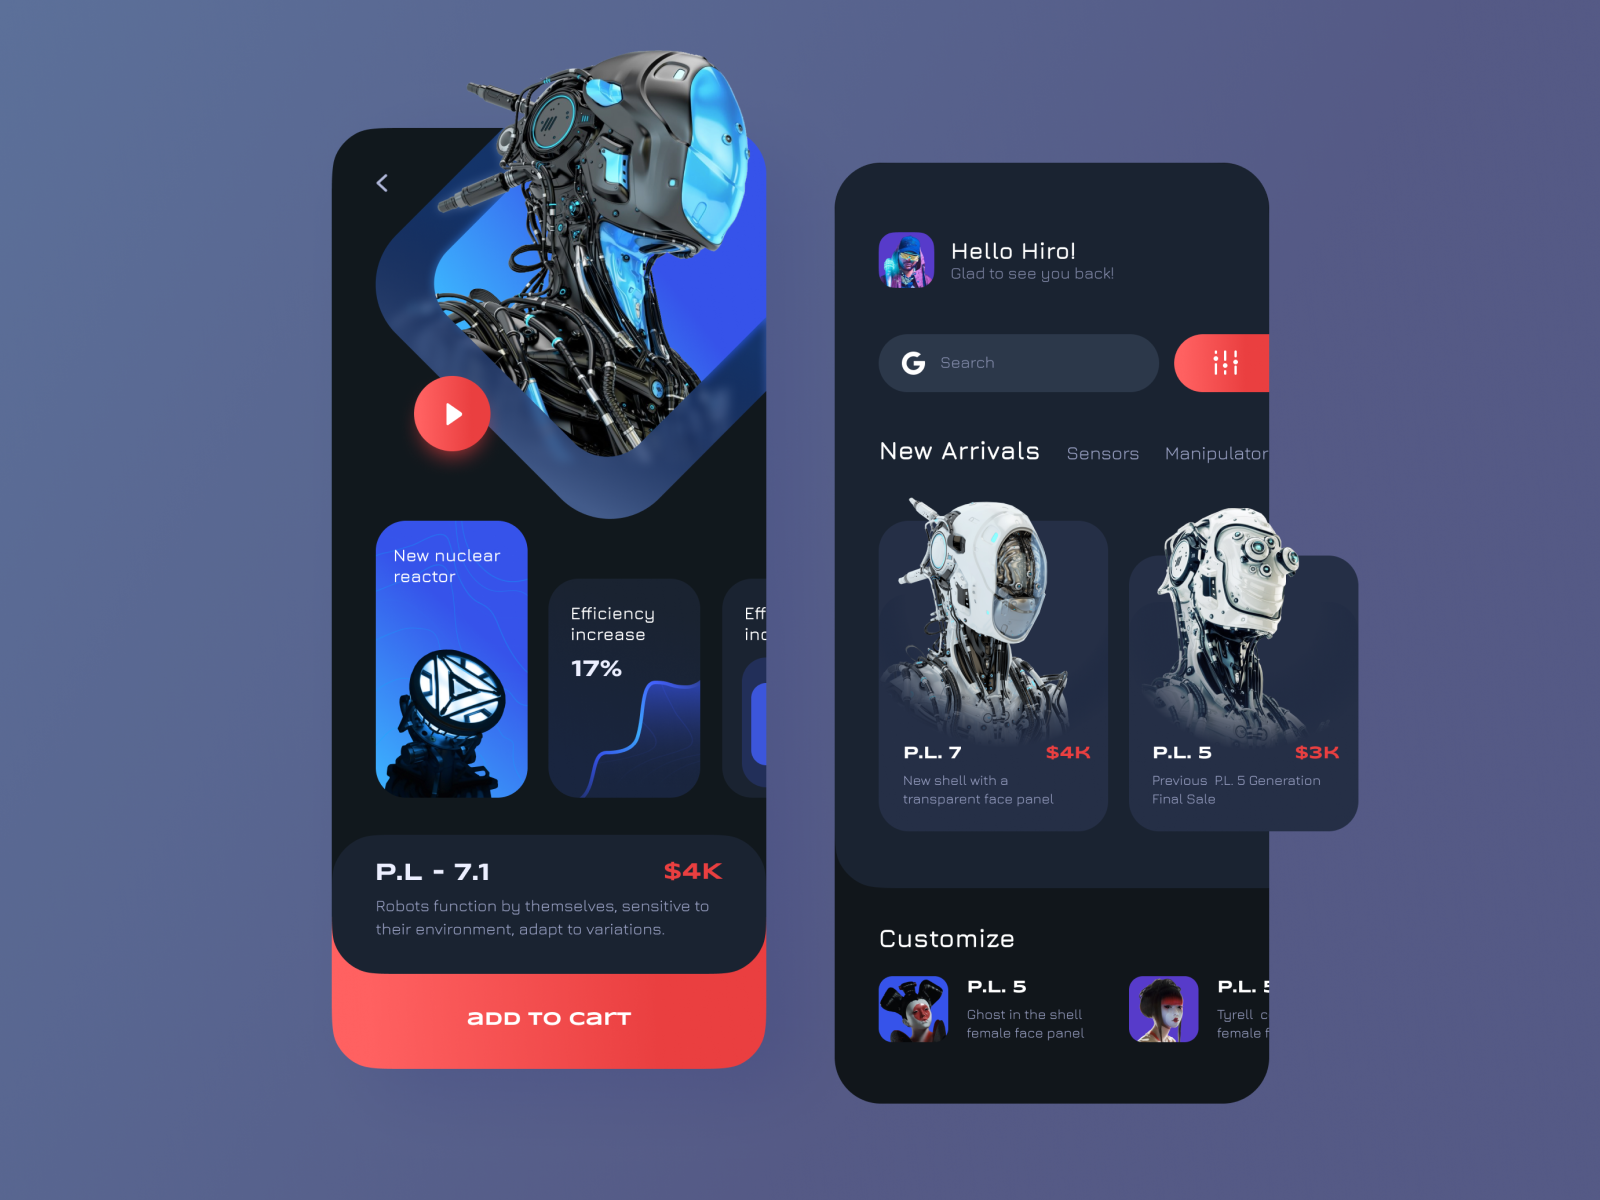 New nuclear
reactor
Efficiency
increase
17%
Eff
inc
P.L - 7.1
$4K
Robots function by themselves, sensitive to
their environment, adapt to variations.
ADD TO CART
Hello Hiro!
Glad to see you back!
G Search
New Arrivals Sensors Manipulator
P.L. 7 $4K
New shell with a
transparent face panel
P.L. 5 $3K
Previous P.L. 5 Generation
Final Sale
Customize
P.L. 5
Ghost in the shell
female face panel
P.L. 5
Tyrell c
female f